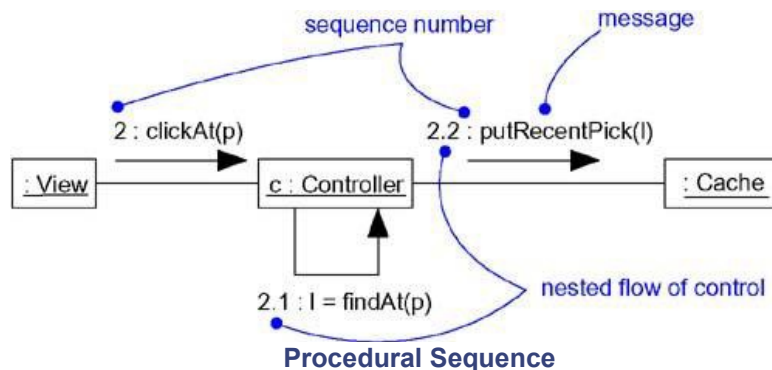 sequence number
message
2 : clickAt(p)
2.2 : putRecentPick(l)
: View
c : Controller
: Cache
2.1 : l = findAt(p)
nested flow of control
Procedural Sequence